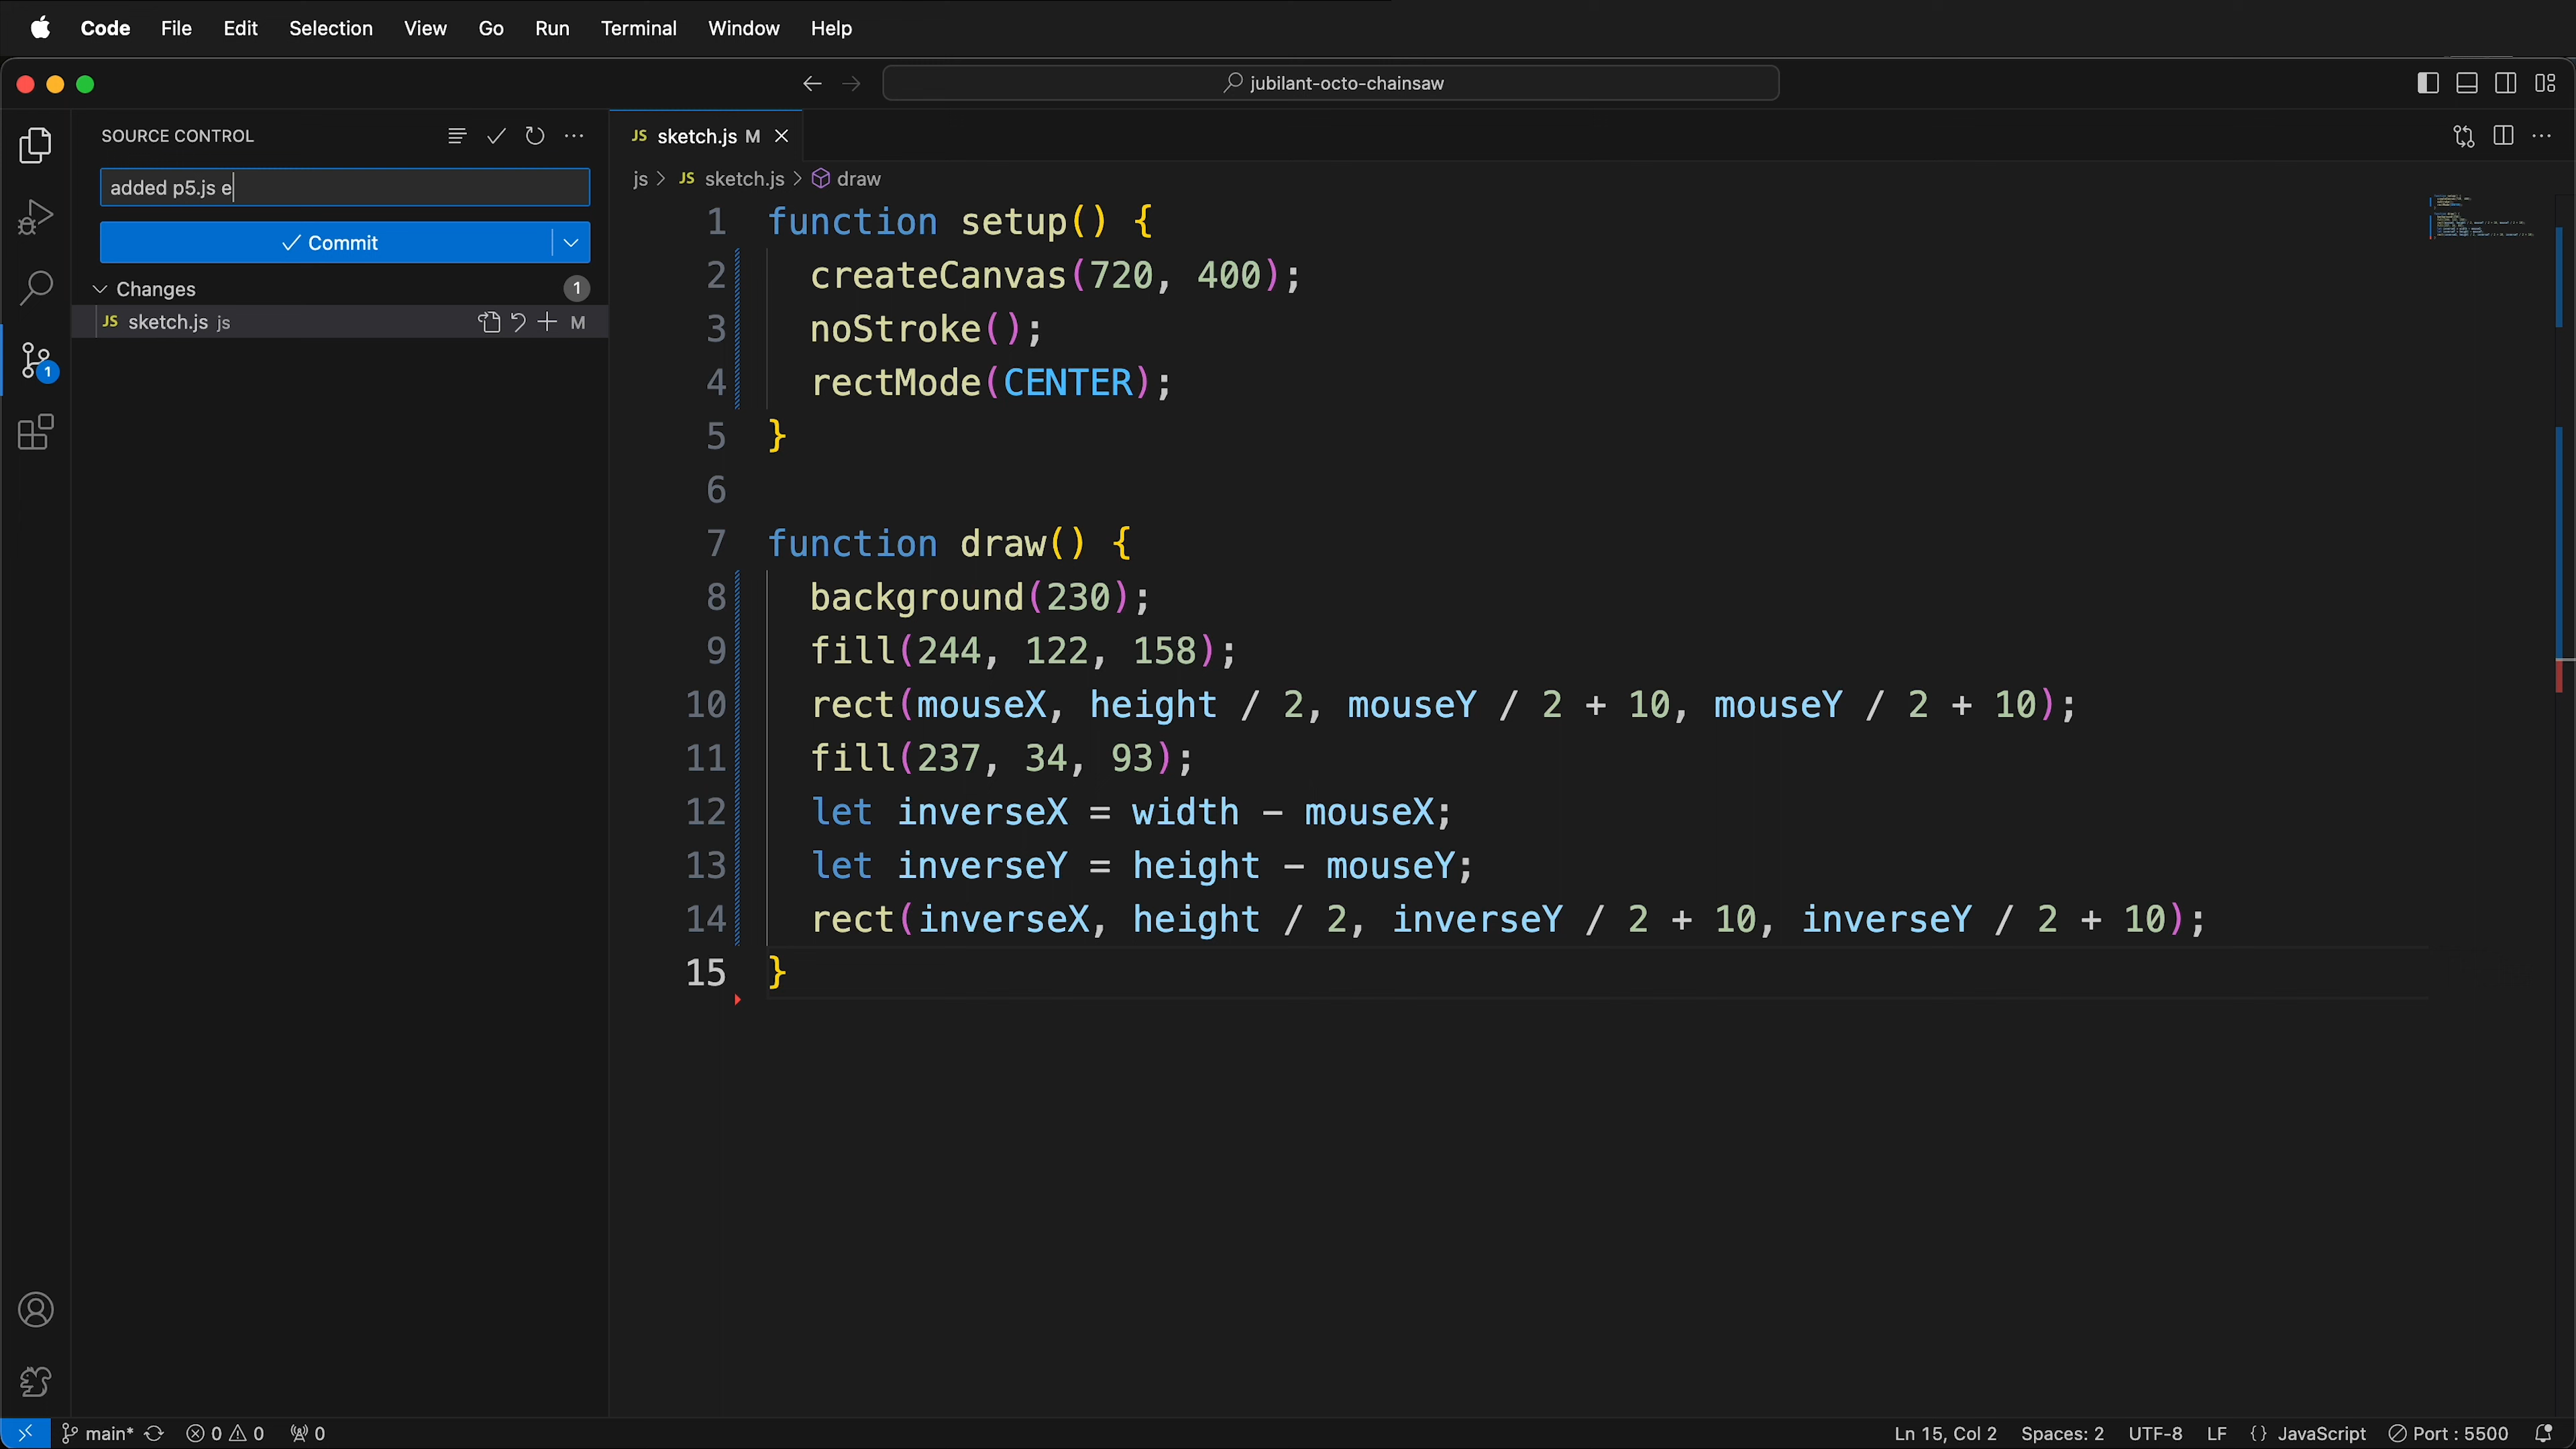 Code File Edit Selection View Go Run Terminal Window Help
jubilant-octo-chainsaw
SOURCE CONTROL
added p5.js e
Commit
Changes 1
JS sketch.js js M
1
JS sketch.js M
js > JS sketch.js > draw
1 function setup() {
2 createCanvas(720, 400);
3 noStroke();
4 rectMode(CENTER);
5 }
6
7 function draw() {
8 background(230);
9 fill(244, 122, 158);
10 rect(mouseX, height / 2, mouseY / 2 + 10, mouseY / 2 + 10);
11 fill(237, 34, 93);
12 let inverseX = width - mouseX;
13 let inverseY = height - mouseY;
14 rect(inverseX, height / 2, inverseY / 2 + 10, inverseY / 2 + 10);
15 }
main* 0 0 0 Ln 15, Col 2 Spaces: 2 UTF-8 LF {} JavaScript Port : 5500